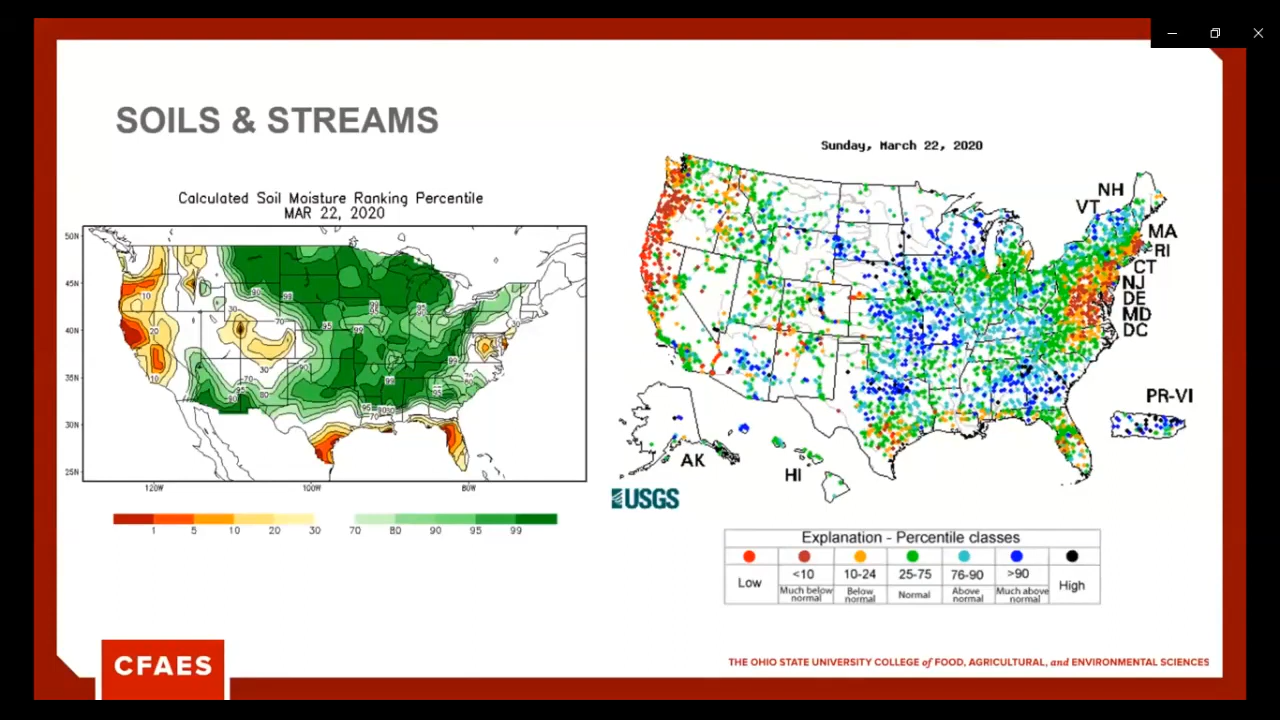 SOILS & STREAMS
Calculated Soil Moisture Ranking Percentile
MAR 22, 2020
50N
45N
40N
35N
30N
25N
120W
100W
80W
1
5
10
20
30
70
80
90
95
99
Sunday, March 22, 2020
NH
VT
MA
RI
CT
NJ
DE
MD
DC
PR-VI
AK
HI
USGS
Explanation - Percentile classes
Low
<10
10-24
25-75
76-90
>90
High
Much below normal
Below normal
Normal
Above normal
Much above normal
CFAES
THE OHIO STATE UNIVERSITY COLLEGE of FOOD, AGRICULTURAL, and ENVIRONMENTAL SCIENCES